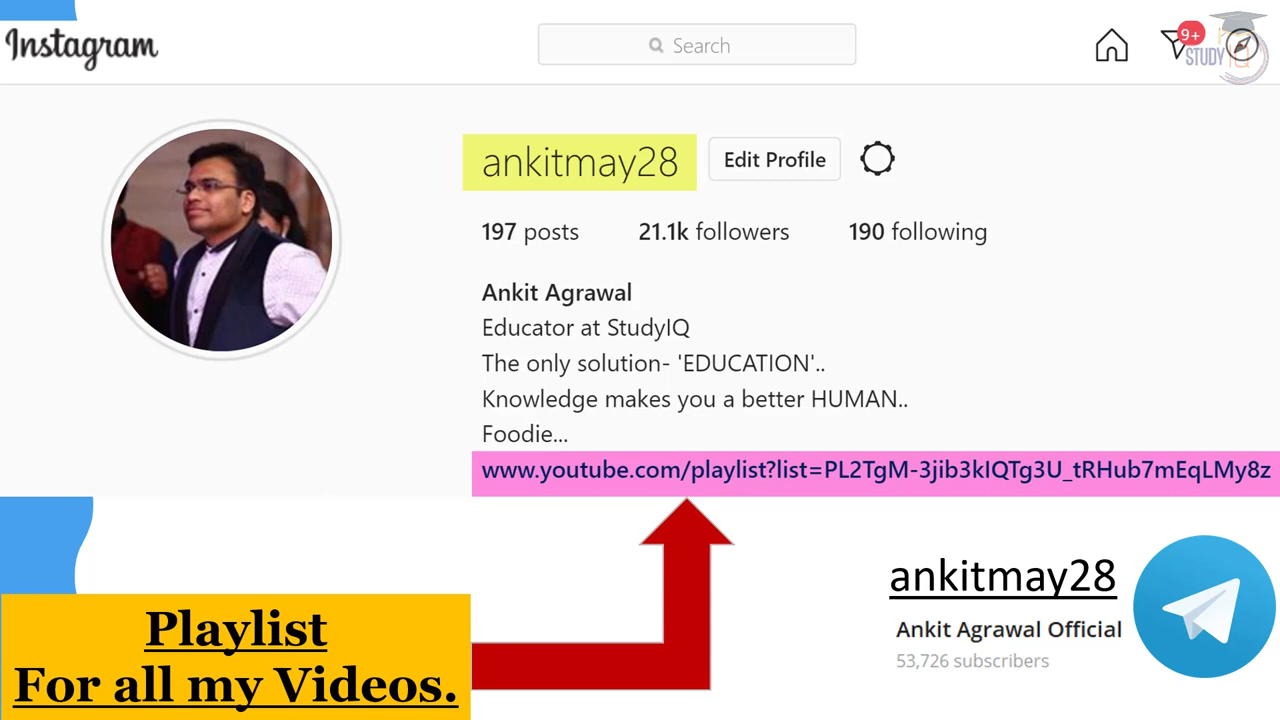 Instagram
Search
9+
STUDY IQ
ankitmay28
Edit Profile
197 posts 21.1k followers 190 following
Ankit Agrawal
Educator at StudyIQ
The only solution- 'EDUCATION'..
Knowledge makes you a better HUMAN..
Foodie...
www.youtube.com/playlist?list=PL2TgM-3jib3kIQTg3U_tRHub7mEqLMy8z
ankitmay28
Ankit Agrawal Official
53,726 subscribers
Playlist
For all my Videos.